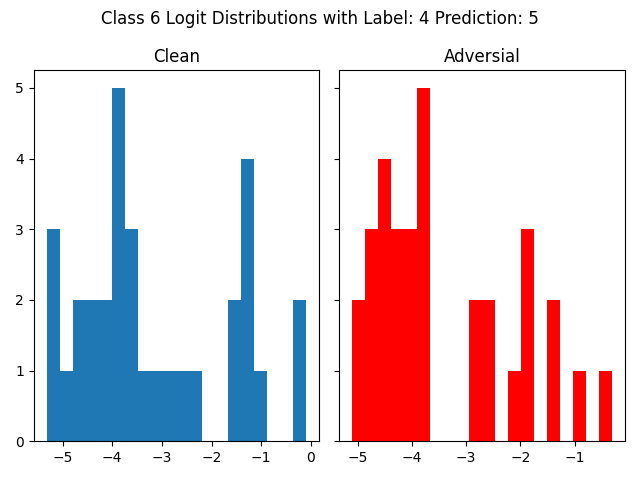 Class 6 Logit Distributions with Label: 4 Prediction: 5
Clean
Adversial
5
4
3
2
1
0
−5 −4 −3 −2 −1 0
−5 −4 −3 −2 −1